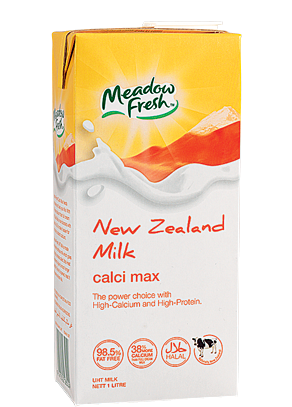 Meadow
Fresh
New Zealand
Milk
calci max
The power choice with
High-Calcium and High-Protein.
98.5%
FAT FREE
38%
MORE
CALCIUM
HALAL
UHT MILK
NETT 1 LITRE